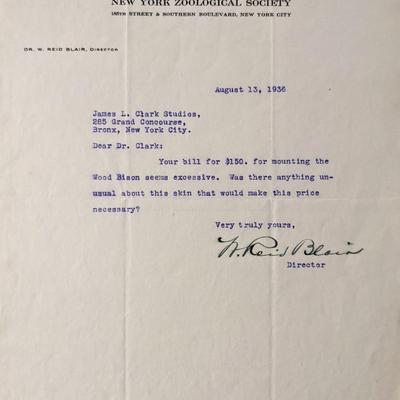 NEW YORK ZOOLOGICAL SOCIETY
185TH STREET & SOUTHERN BOULEVARD, NEW YORK CITY
DR. W. REID BLAIR, DIRECTOR
August 13, 1936
James L. Clark Studios,
285 Grand Concourse,
Bronx, New York City.
Dear Dr. Clark:
Your bill for $150. for mounting the
Wood Bison seems excessive. Was there anything un-
usual about this skin that would make this price
necessary?
Very truly yours,
W. Reid Blair
Director